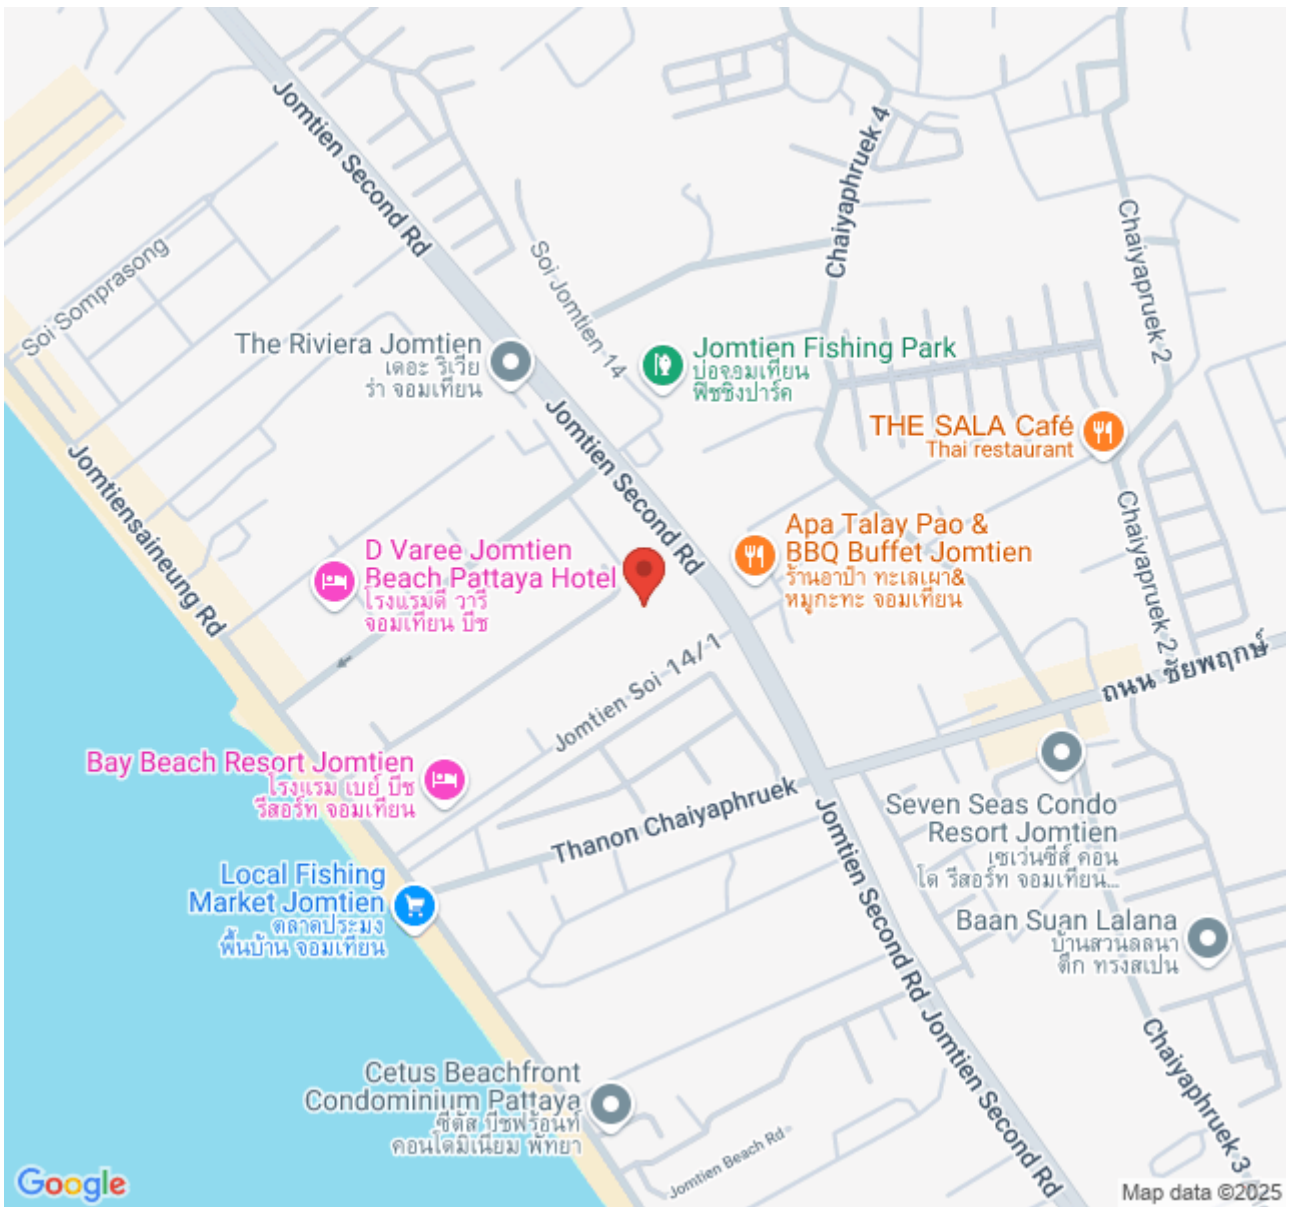 Jomtien Second Rd
Chaiyaphruek 4
Chaiyapruek 2
Soi Somprasong
Soi Jomtien 14
The Riviera Jomtien
เดอะ ริเวีย
ร่า จอมเทียน
Jomtien Fishing Park
บ่อจอมเทียน
ฟิชชิ่งปาร์ค
THE SALA Café
Thai restaurant
Jomtien Second Rd
Jomtiensaineung Rd
Chaiyapruek 2
Apa Talay Pao &
BBQ Buffet Jomtien
ร้านอาป๋า ทะเลเผา&
หมูกะทะ จอมเทียน
D Varee Jomtien
Beach Pattaya Hotel
โรงแรมดี วารี
จอมเทียน บีช
Jomtien Soi 14/1
ถนน ชัยพฤกษ์
Bay Beach Resort Jomtien
โรงแรม เบย์ บีช
รีสอร์ท จอมเทียน
Thanon Chaiyaphruek
Seven Seas Condo
Resort Jomtien
เซเว่นซีส์ คอน
โด รีสอร์ท จอมเทียน...
Local Fishing
Market Jomtien
ตลาดประมง
พื้นบ้าน จอมเทียน
Jomtien Second Rd
Baan Suan Lalana
บ้านสวนลลนา
ตึก ทรงสเปน
Jomtien Second Rd
Chaiyaphruek 3
Cetus Beachfront
Condominium Pattaya
ซีตัส บีชฟร้อนท์
คอนโดมิเนียม พัทยา
Jomtien Beach Rd
Google
Map data ©2025